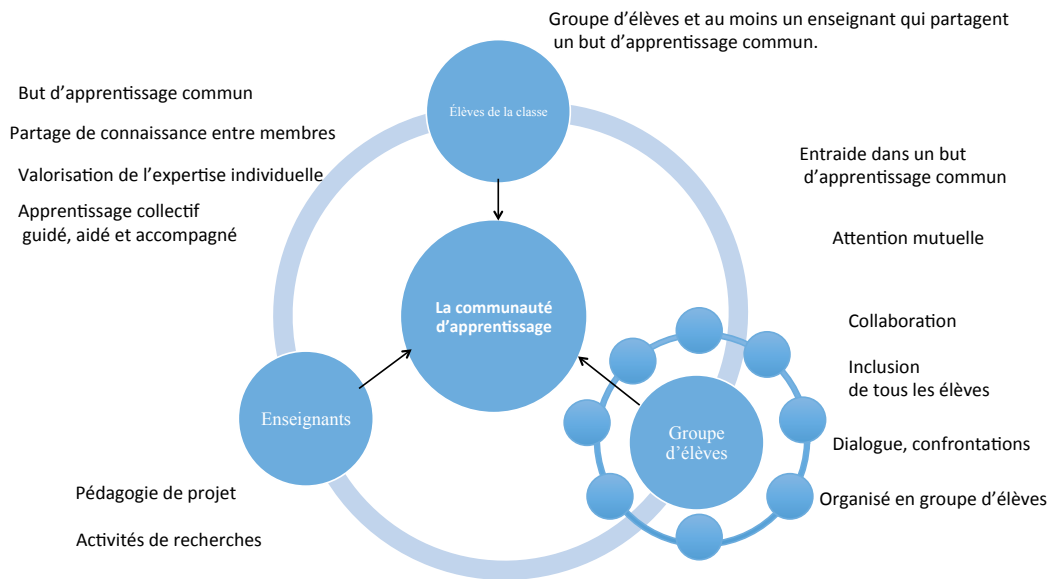 Groupe d’élèves et au moins un enseignant qui partagent
un but d’apprentissage commun.
Élèves de la classe
But d’apprentissage commun
Partage de connaissance entre membres
Valorisation de l’expertise individuelle
Apprentissage collectif
guidé, aidé et accompagné
Entraide dans un but
d’apprentissage commun
Attention mutuelle
La communauté
d’apprentissage
Collaboration
Inclusion
de tous les élèves
Enseignants
Groupe
d’élèves
Dialogue, confrontations
Organisé en groupe d’élèves
Pédagogie de projet
Activités de recherches